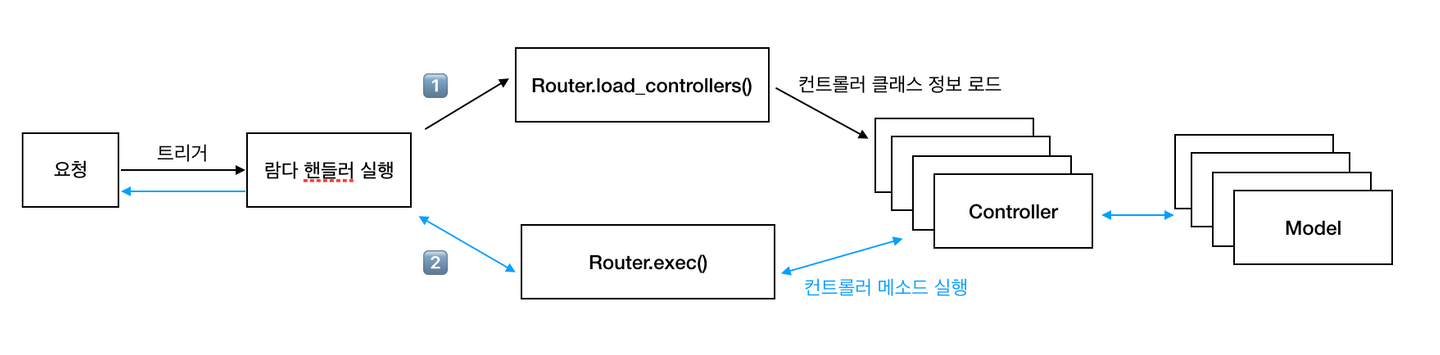 요청
트리거
람다 핸들러 실행
1
Router.load_controllers()
컨트롤러 클래스 정보 로드
2
Router.exec()
컨트롤러 메소드 실행
Controller
Model